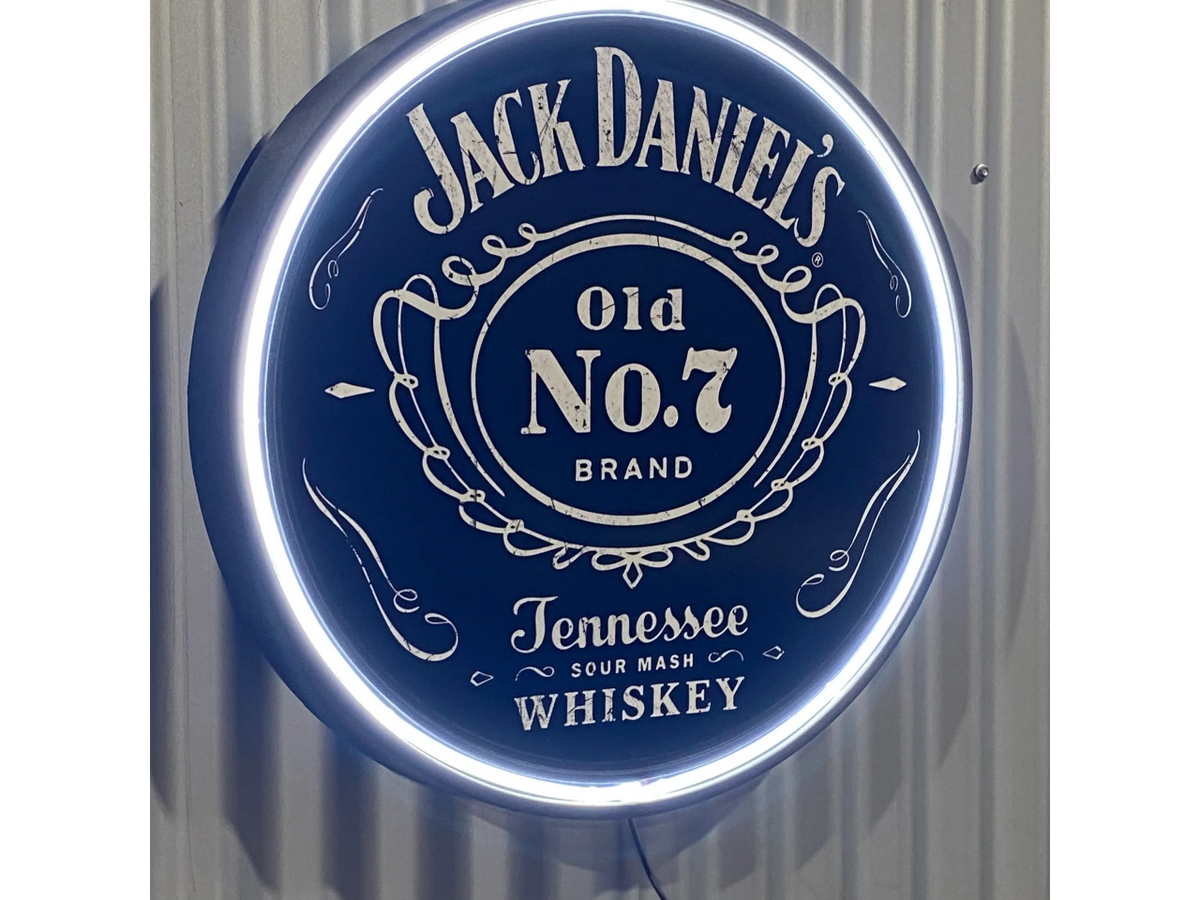 JACK DANIEL'S
®
Old
No.7
BRAND
Tennessee
SOUR MASH
WHISKEY